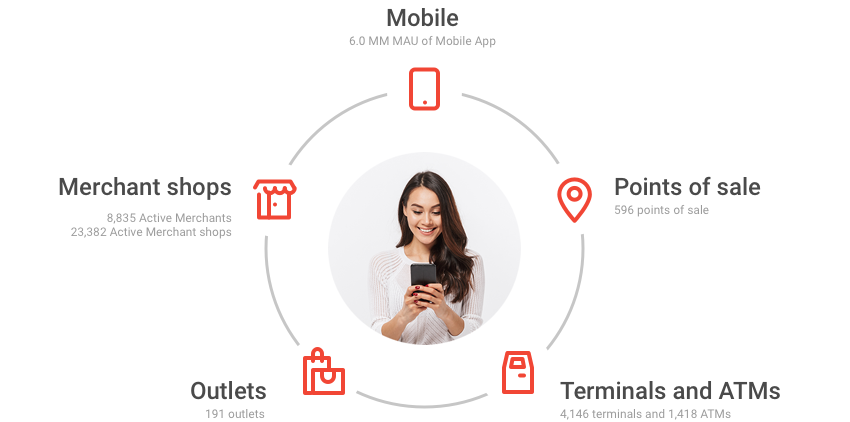 Mobile
6.0 MM MAU of Mobile App
Merchant shops
8,835 Active Merchants
23,382 Active Merchant shops
Points of sale
596 points of sale
Outlets
191 outlets
Terminals and ATMs
4,146 terminals and 1,418 ATMs